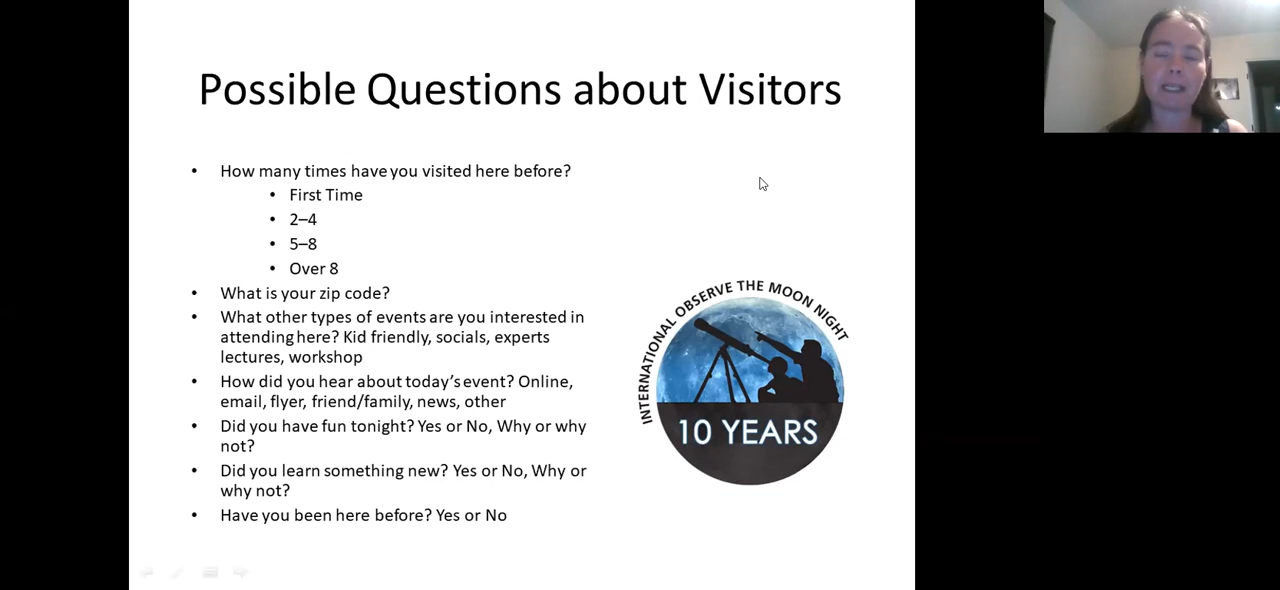 Possible Questions about Visitors
• How many times have you visited here before?
• First Time
• 2–4
• 5–8
• Over 8
• What is your zip code?
• What other types of events are you interested in
attending here? Kid friendly, socials, experts
lectures, workshop
• How did you hear about today's event? Online,
email, flyer, friend/family, news, other
• Did you have fun tonight? Yes or No, Why or why
not?
• Did you learn something new? Yes or No, Why or
why not?
• Have you been here before? Yes or No
INTERNATIONAL OBSERVE THE MOON NIGHT
10 YEARS